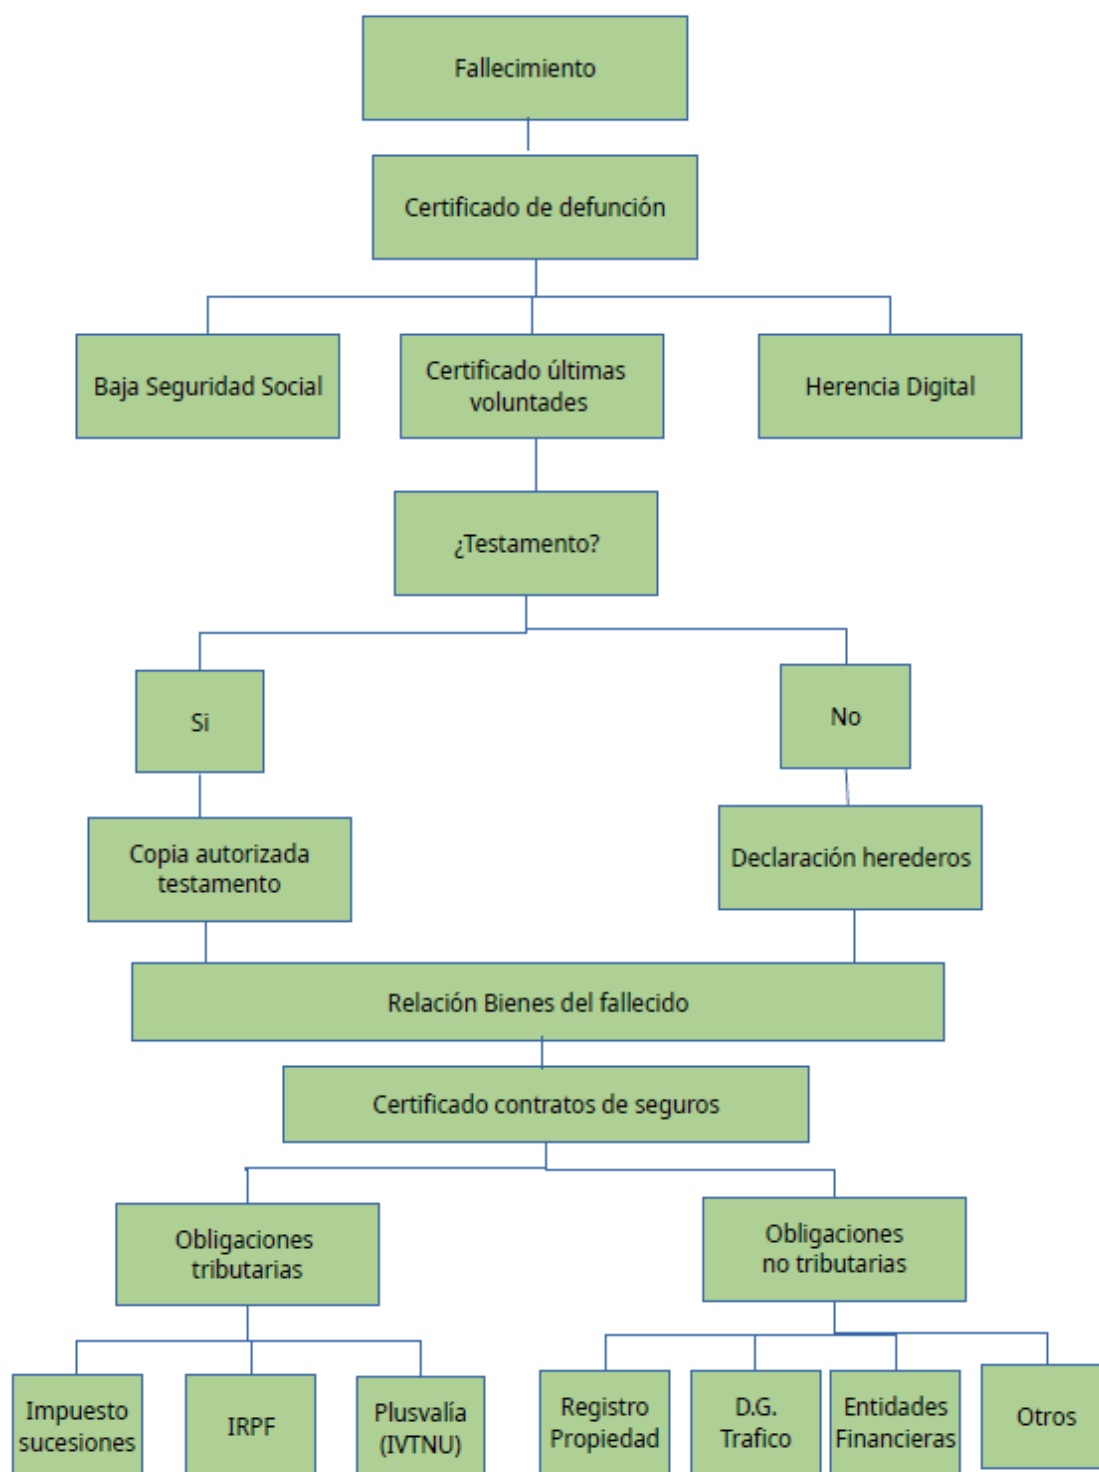 Fallecimiento
Certificado de defunción
Baja Seguridad Social
Certificado últimas
voluntades
Herencia Digital
¿Testamento?
Si
No
Copia autorizada
testamento
Declaración herederos
Relación Bienes del fallecido
Certificado contratos de seguros
Obligaciones
tributarias
Obligaciones
no tributarias
Impuesto
sucesiones
IRPF
Plusvalía
(IVTNU)
Registro
Propiedad
D.G.
Trafico
Entidades
Financieras
Otros